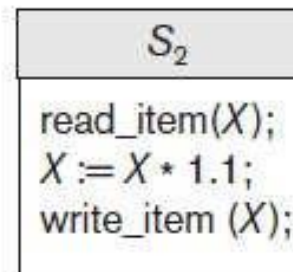 S₂
read_item(X);
X := X * 1.1;
write_item (X);